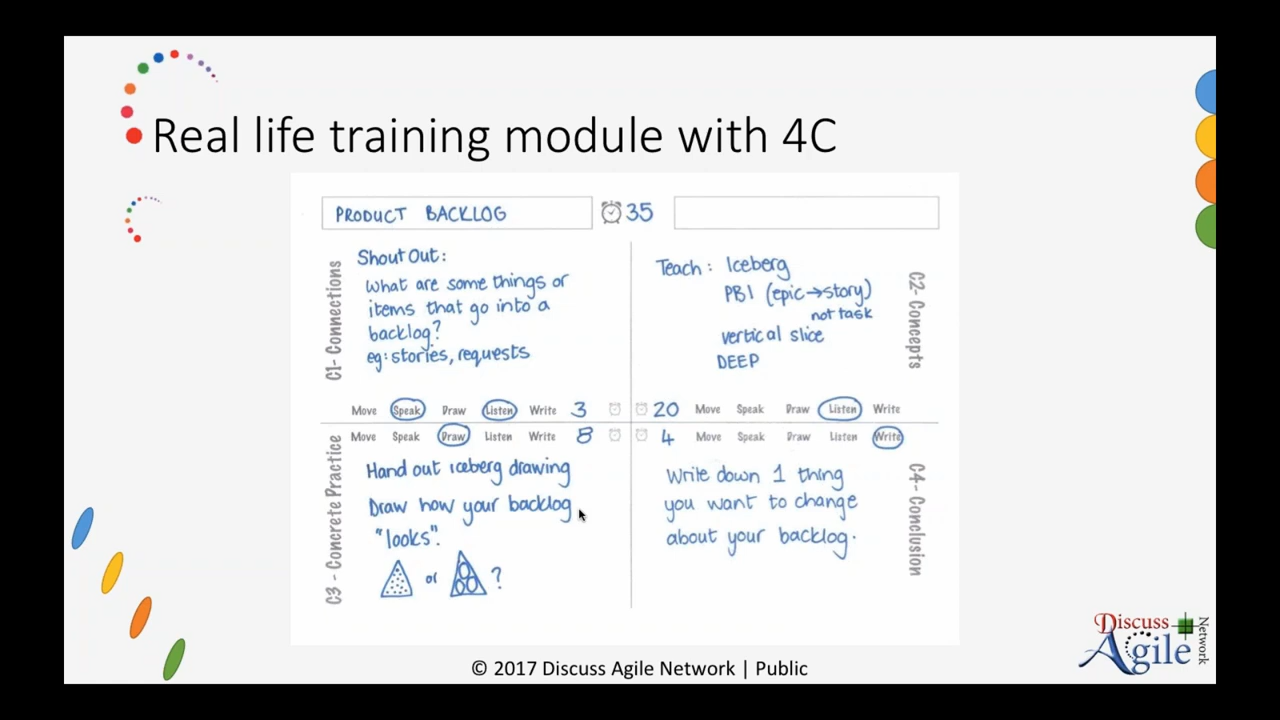 Real life training module with 4C
PRODUCT BACKLOG
35
C1- Connections
Shout Out:
What are some things or
items that go into a
backlog?
eg: stories, requests
Move Speak Draw Listen Write 3
C2- Concepts
Teach: Iceberg
PBI (epic→story)
not task
vertical slice
DEEP
20 Move Speak Draw Listen Write
C3 - Concrete Practice
Move Speak Draw Listen Write 8
Hand out iceberg drawing
Draw how your backlog
"looks".
or ?
4 Move Speak Draw Listen Write
C4- Conclusion
Write down 1 thing
you want to change
about your backlog.
© 2017 Discuss Agile Network | Public
Discuss
Agile
Network